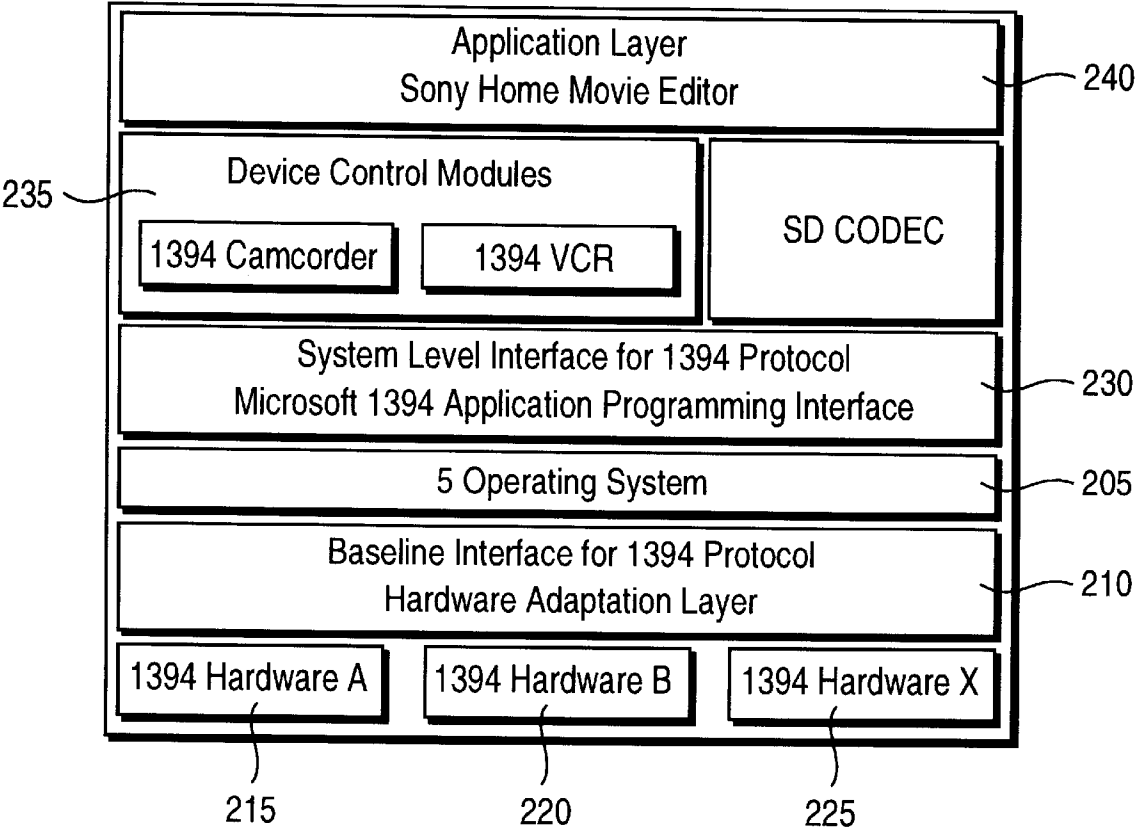 Application Layer
Sony Home Movie Editor
240
Device Control Modules
235
1394 Camcorder
1394 VCR
SD CODEC
System Level Interface for 1394 Protocol
Microsoft 1394 Application Programming Interface
230
5 Operating System
205
Baseline Interface for 1394 Protocol
Hardware Adaptation Layer
210
1394 Hardware A
1394 Hardware B
1394 Hardware X
215
220
225